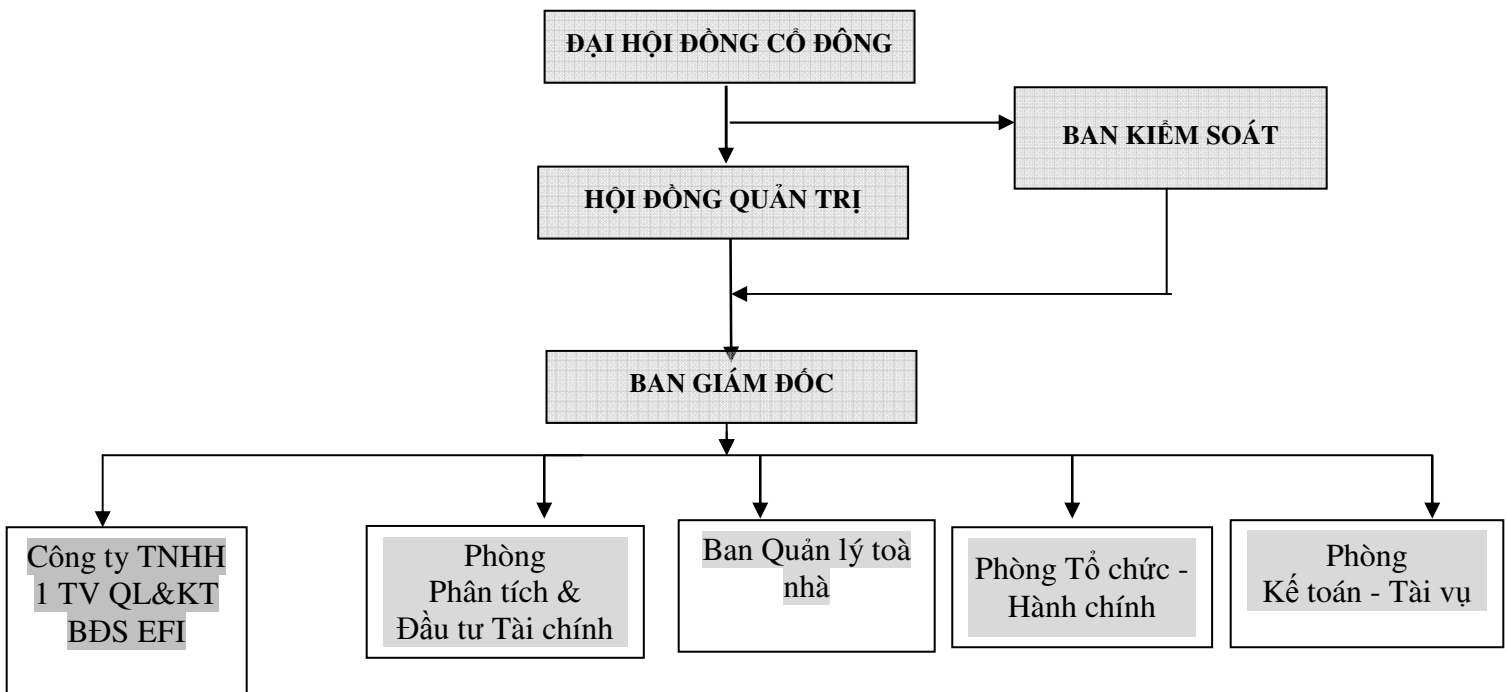 ĐẠI HỘI ĐỒNG CỔ ĐÔNG
BAN KIỂM SOÁT
HỘI ĐỒNG QUẢN TRỊ
BAN GIÁM ĐỐC
Công ty TNHH
1 TV QL&KT
BĐS EFI
Phòng
Phân tích &
Đầu tư Tài chính
Ban Quản lý toà
nhà
Phòng Tổ chức -
Hành chính
Phòng
Kế toán - Tài vụ